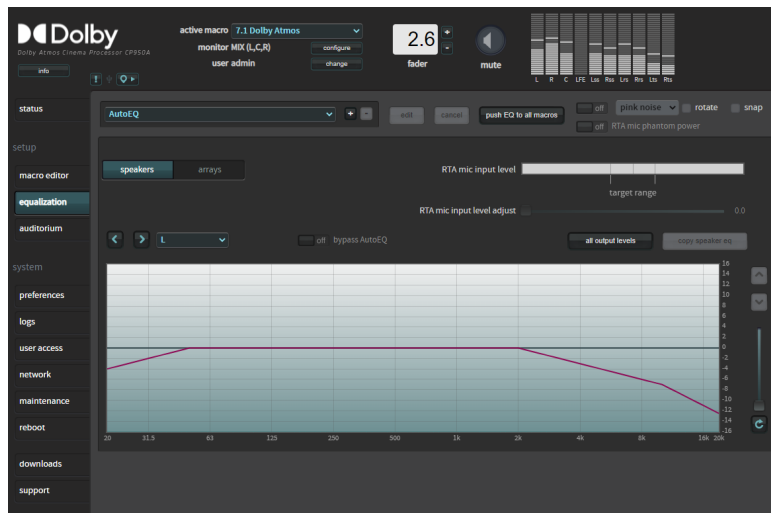 Dolby
Dolby Atmos Cinema Processor CP950A
info
active macro 7.1 Dolby Atmos
monitor MIX (L,C,R) configure
user admin change
2.6 + -
fader
mute
L R C LFE Lss Rss Lrs Rrs Lts Rts
status
setup
macro editor
equalization
auditorium
system
preferences
logs
user access
network
maintenance
reboot
downloads
support
AutoEQ + - edit cancel push EQ to all macros
off pink noise rotate snap
off RTA mic phantom power
speakers arrays
RTA mic input level
target range
RTA mic input level adjust 0.0
< > L off bypass AutoEQ all output levels copy speaker eq
16
14
12
10
8
6
4
2
0
-2
-4
-6
-8
-10
-12
-14
-16
20 31.5 63 125 250 500 1k 2k 4k 8k 16k 20k